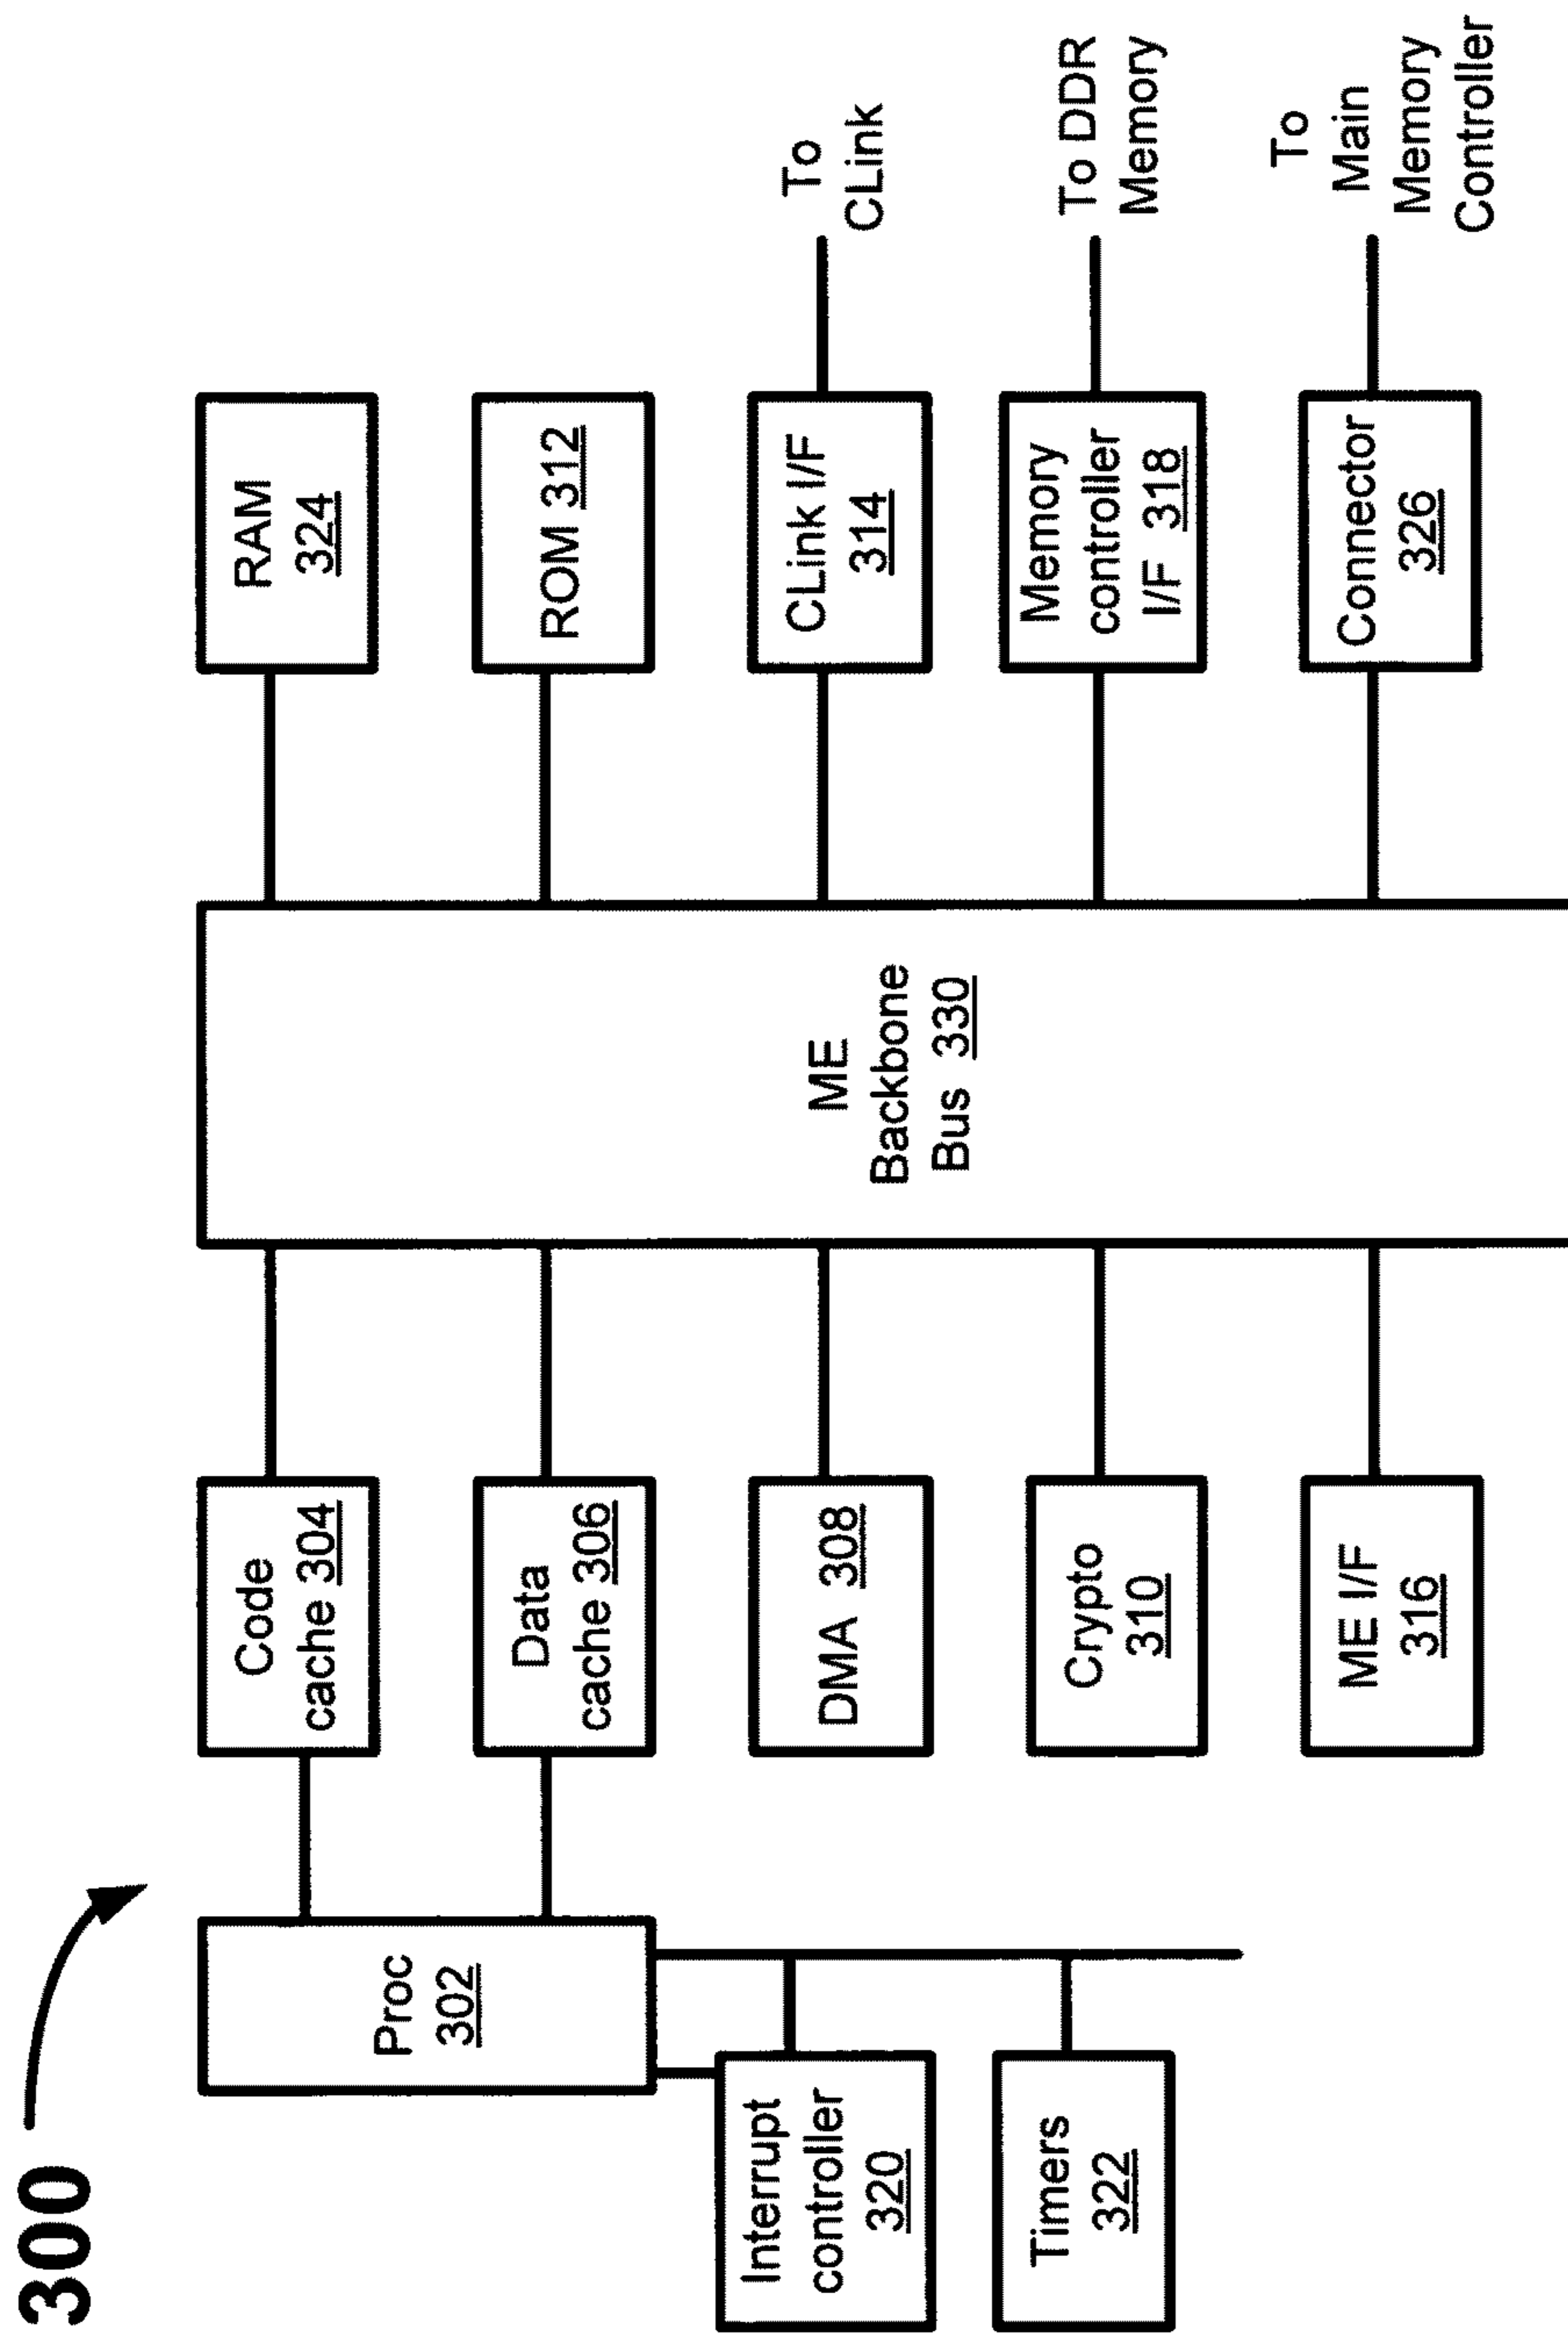 300
Proc
302
Interrupt
controller
320
Timers
322
Code
cache 304
Data
cache 306
DMA 308
Crypto
310
ME I/F
316
ME
Backbone
Bus 330
RAM
324
ROM 312
CLink I/F
314
Memory
controller
I/F 318
Connector
326
To
CLink
To DDR
Memory
To
Main
Memory
Controller